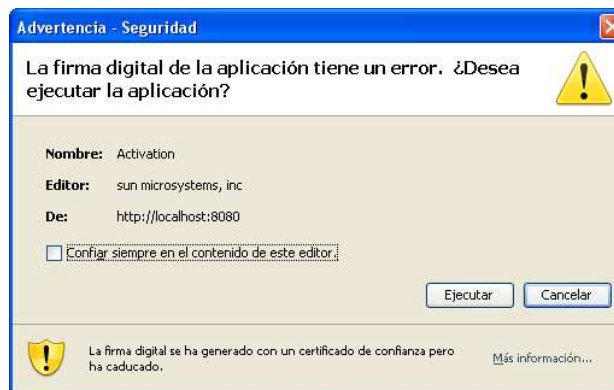 Advertencia - Seguridad
La firma digital de la aplicación tiene un error. ¿Desea
ejecutar la aplicación?
Nombre: Activation
Editor: sun microsystems, inc
De: http://localhost:8080
Confiar siempre en el contenido de este editor.
Ejecutar Cancelar
La firma digital se ha generado con un certificado de confianza pero
ha caducado.
Más información...